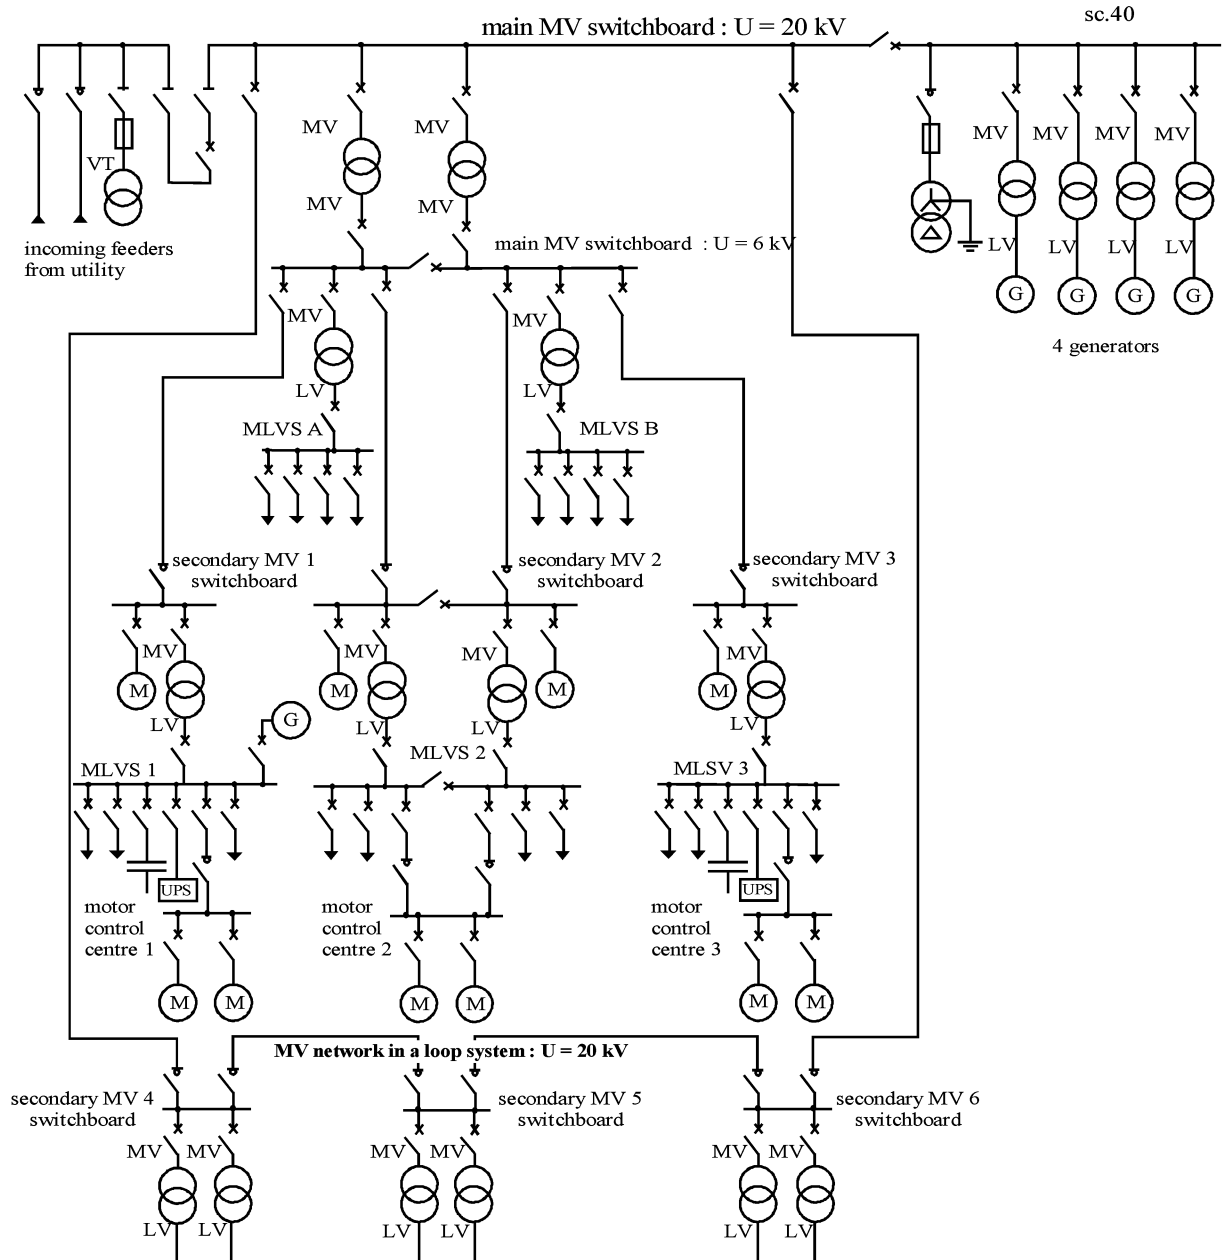 sc.40
main MV switchboard : U = 20 kV
MV
MV
MV
MV
MV
MV
VT
MV
MV
incoming feeders
from utility
main MV switchboard : U = 6 kV
LV
LV
LV
LV
G
G
G
G
4 generators
MV
MV
LV
LV
MLVS A
MLVS B
secondary MV 1
switchboard
secondary MV 2
switchboard
secondary MV 3
switchboard
MV
MV
MV
MV
M
M
M
M
LV
G
LV
LV
LV
MLVS 1
MLVS 2
MLSV 3
UPS
UPS
motor
control
centre 1
motor
control
centre 2
motor
control
centre 3
M
M
M
M
M
M
MV network in a loop system : U = 20 kV
secondary MV 4
switchboard
secondary MV 5
switchboard
secondary MV 6
switchboard
MV
MV
MV
MV
MV
MV
LV
LV
LV
LV
LV
LV